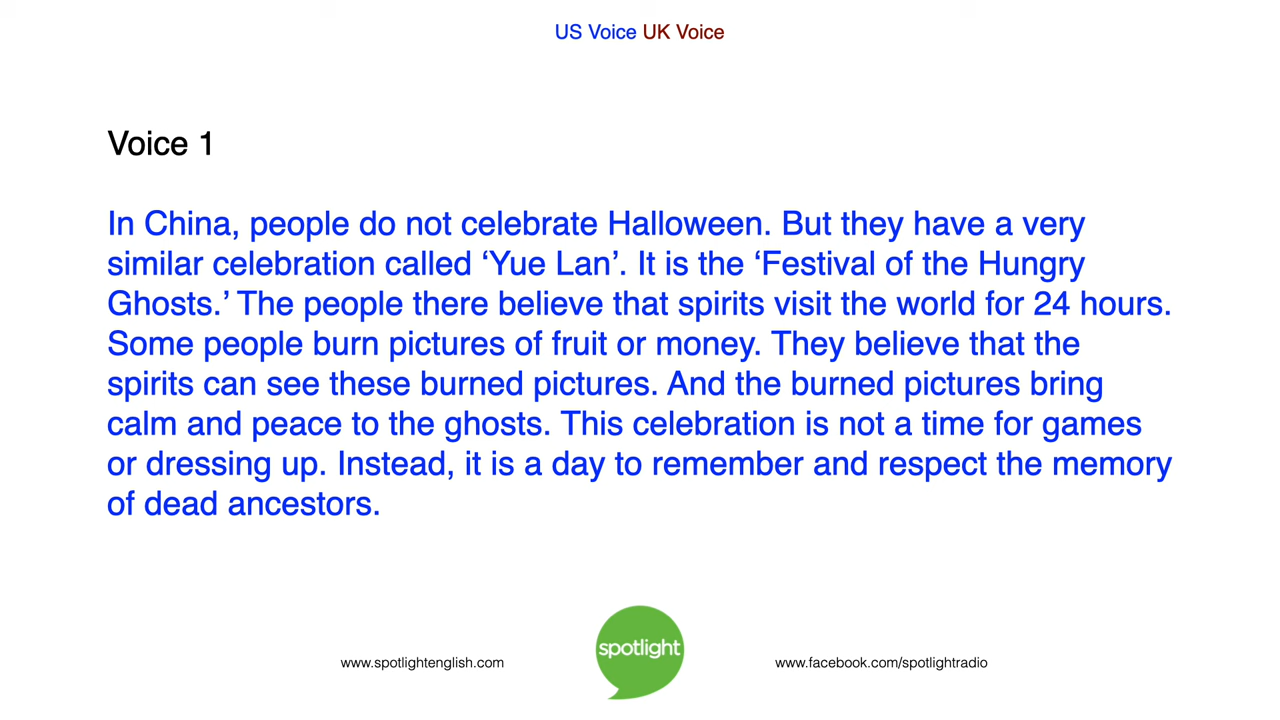 US Voice UK Voice
Voice 1
In China, people do not celebrate Halloween. But they have a very
similar celebration called ‘Yue Lan’. It is the ‘Festival of the Hungry
Ghosts.’ The people there believe that spirits visit the world for 24 hours.
Some people burn pictures of fruit or money. They believe that the
spirits can see these burned pictures. And the burned pictures bring
calm and peace to the ghosts. This celebration is not a time for games
or dressing up. Instead, it is a day to remember and respect the memory
of dead ancestors.
www.spotlightenglish.com
spotlight
www.facebook.com/spotlightradio